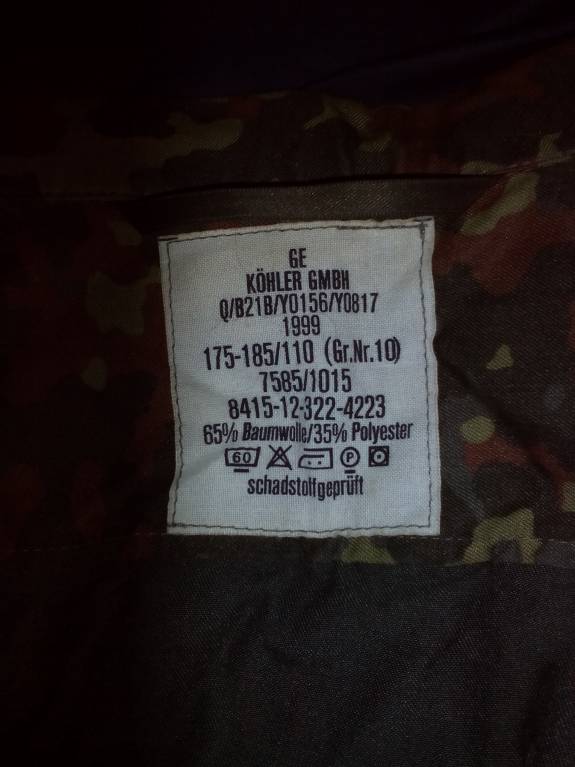 GE
KÖHLER GMBH
Q/B21B/Y0156/Y0817
1999
175-185/110 (Gr.Nr.10)
7585/1015
8415-12-322-4223
65% Baumwolle/35% Polyester
60 P
schadstoffgeprüft